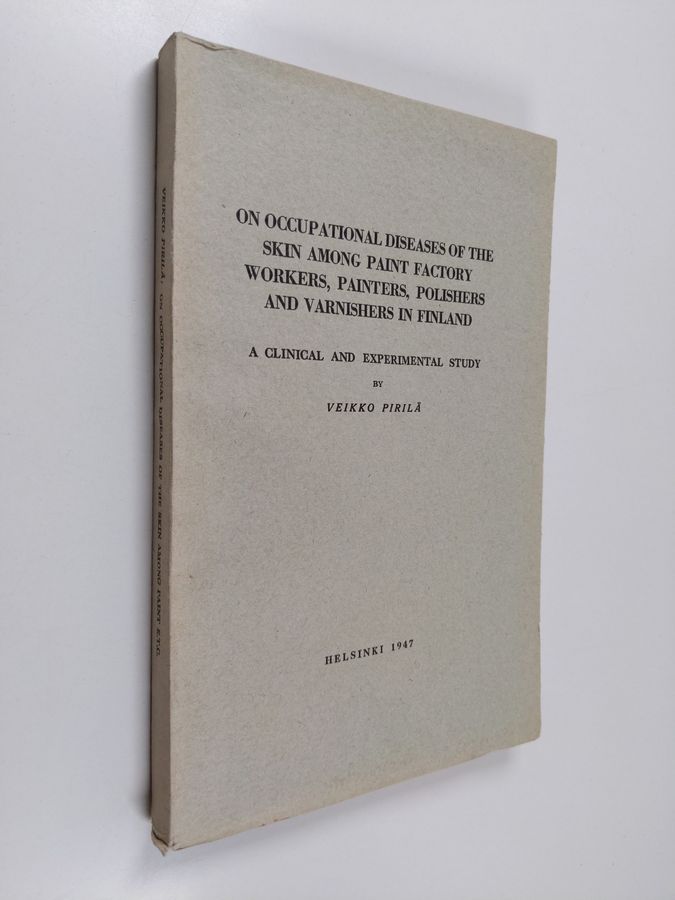 ON OCCUPATIONAL DISEASES OF THE
SKIN AMONG PAINT FACTORY
WORKERS, PAINTERS, POLISHERS
AND VARNISHERS IN FINLAND
A CLINICAL AND EXPERIMENTAL STUDY
BY
VEIKKO PIRILÄ
HELSINKI 1947
VEIKKO PIRILÄ: ON OCCUPATIONAL DISEASES OF THE SKIN AMONG PAINT ETC.